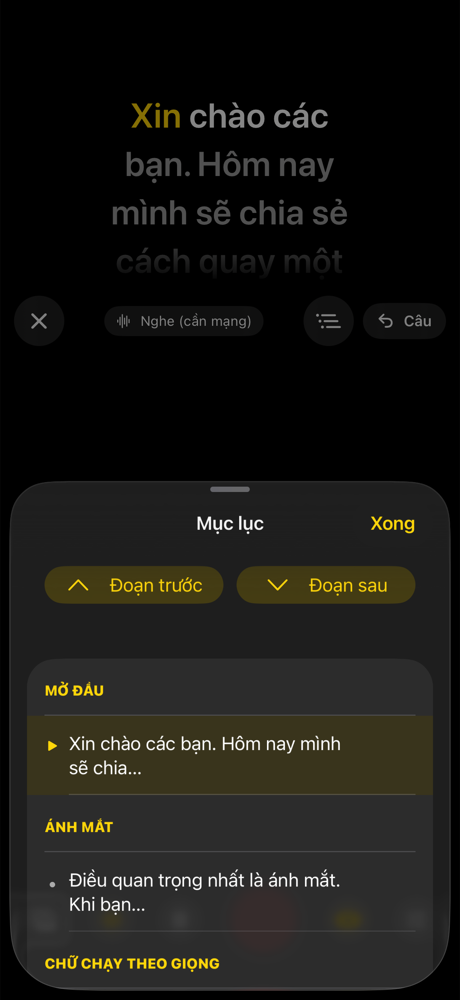 Xin chào các
bạn. Hôm nay
mình sẽ chia sẻ
cách quay một
Nghe (cần mạng)
Câu
Mục lục
Xong
Đoạn trước
Đoạn sau
MỞ ĐẦU
Xin chào các bạn. Hôm nay mình
sẽ chia...
ÁNH MẮT
Điều quan trọng nhất là ánh mắt.
Khi bạn...
CHỮ CHẠY THEO GIỌNG